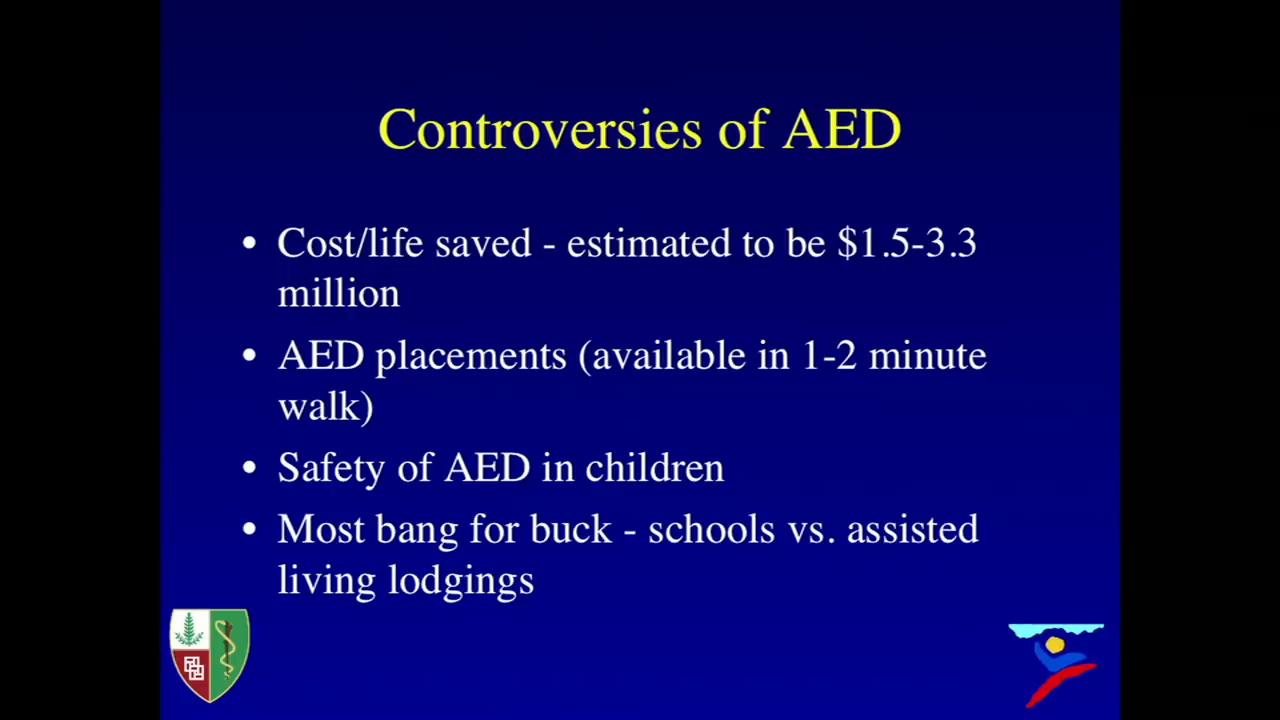 Controversies of AED
• Cost/life saved - estimated to be $1.5-3.3
million
• AED placements (available in 1-2 minute
walk)
• Safety of AED in children
• Most bang for buck - schools vs. assisted
living lodgings